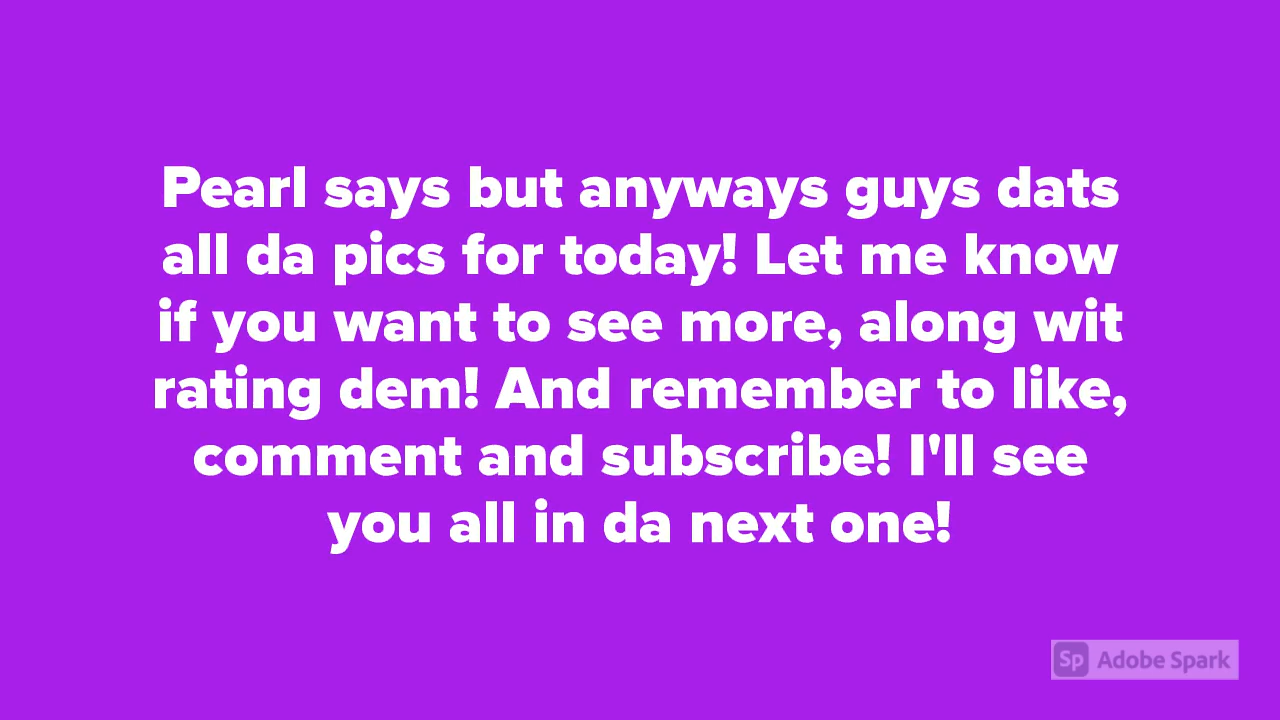 Pearl says but anyways guys dats
all da pics for today! Let me know
if you want to see more, along wit
rating dem! And remember to like,
comment and subscribe! I'll see
you all in da next one!
Sp Adobe Spark